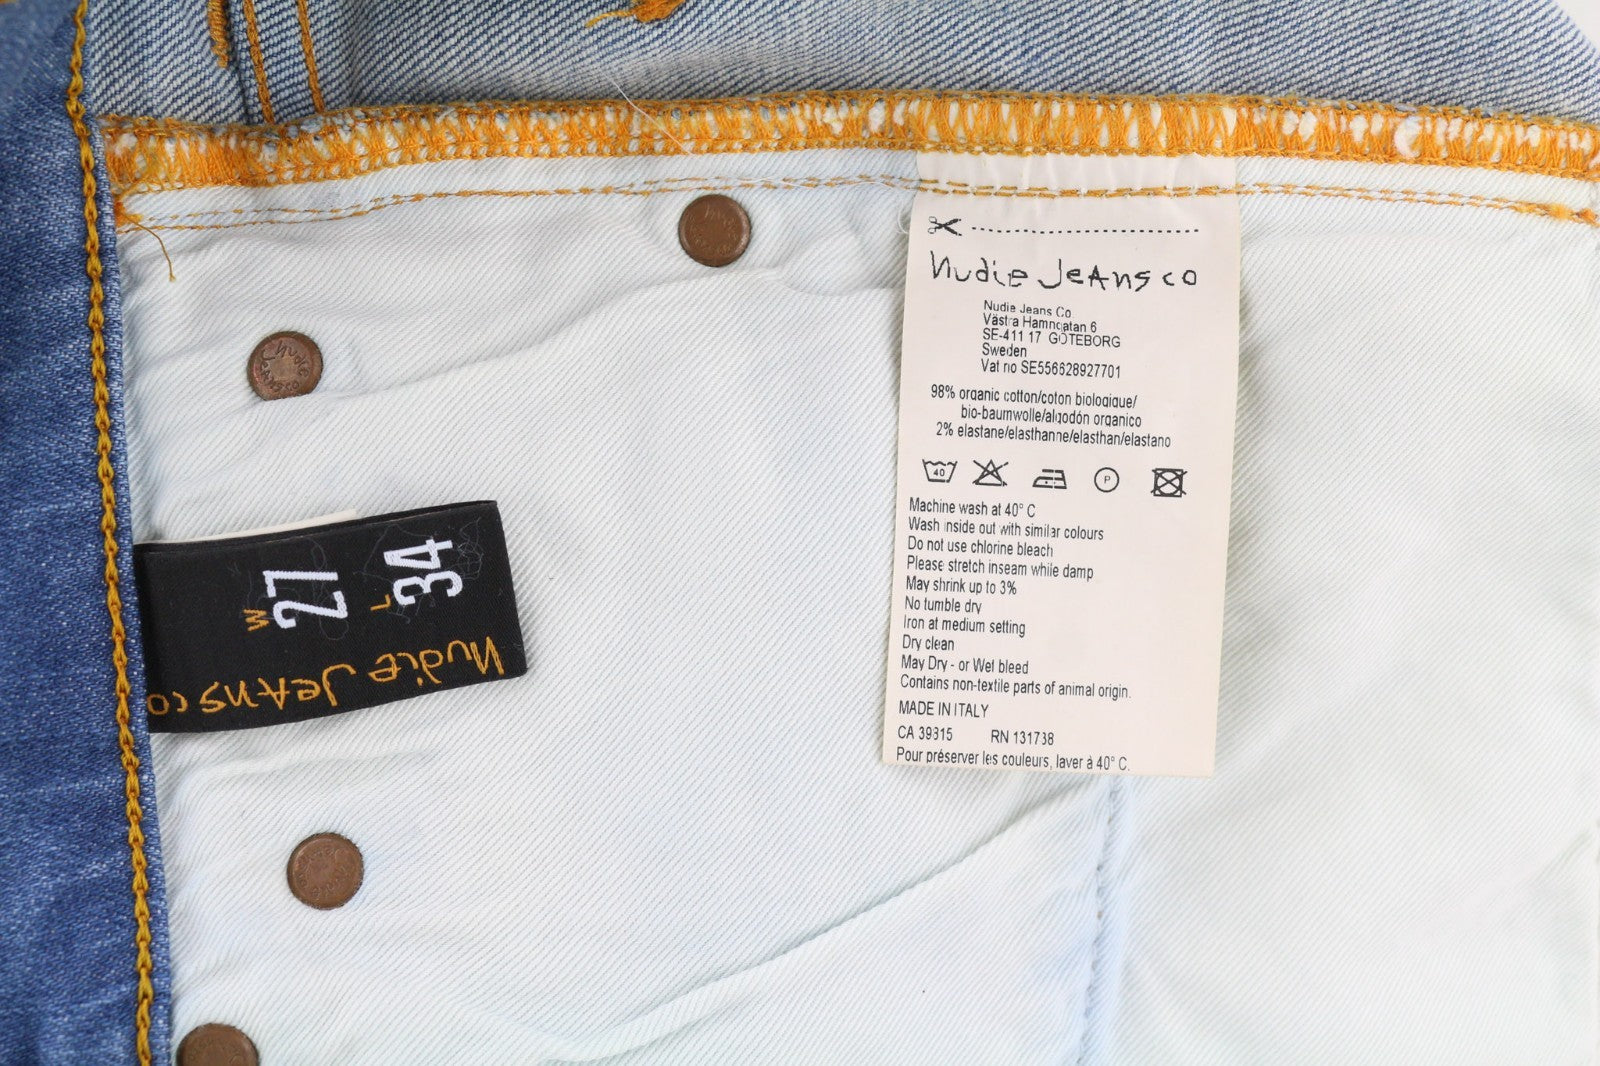 nudie Jeans co
Nudie Jeans Co.
Västra Hamngatan 6
SE-411 17 GÖTEBORG
Sweden
Vat no SE556628927701
98% organic cotton/coton biologique/
bio-baumwolle/algodón organico
2% elastane/elasthanne/elasthan/elastano
40
P
Machine wash at 40° C
Wash inside out with similar colours
Do not use chlorine bleach
Please stretch inseam while damp
May shrink up to 3%
No tumble dry
Iron at medium setting
Dry clean
May Dry - or Wet bleed
Contains non-textile parts of animal origin.
MADE IN ITALY
CA 39315 RN 131738
Pour préserver les couleurs, laver à 40° C.
W
27
L
34
nudie Jeans co
nudie
Jeans co